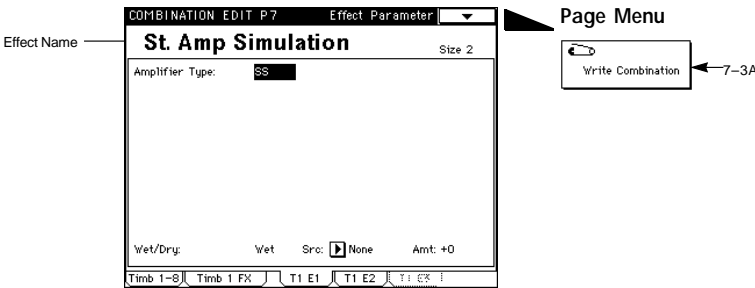 COMBINATION EDIT P7 Effect Parameter
Page Menu
Effect Name
St. Amp Simulation Size 2
Write Combination
7–3A
Amplifier Type: SS
Wet/Dry: Wet Src: None Amt: +0
Timb 1-8 Timb 1 FX T1 E1 T1 E2 T1 E3